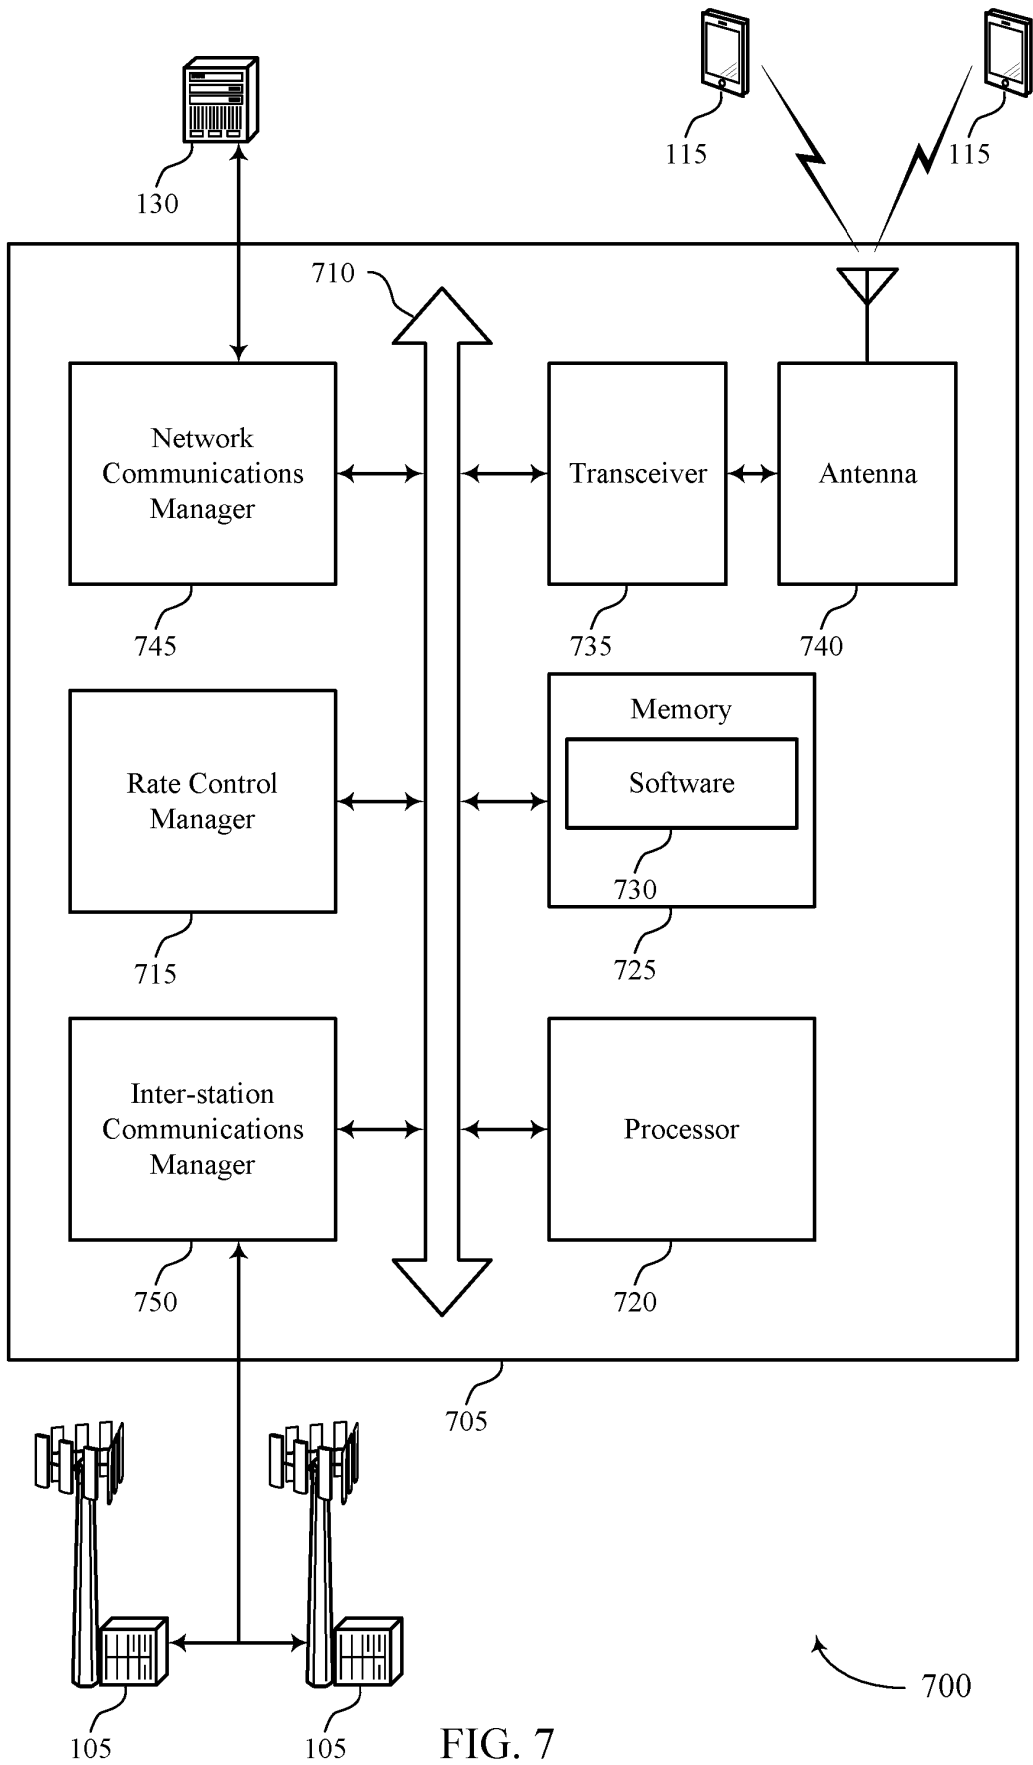 115
115
130
710
Network
Communications
Manager
Transceiver
Antenna
745
735
740
Memory
Rate Control
Manager
Software
730
715
725
Inter-station
Communications
Manager
Processor
750
720
705
700
105
105
FIG. 7